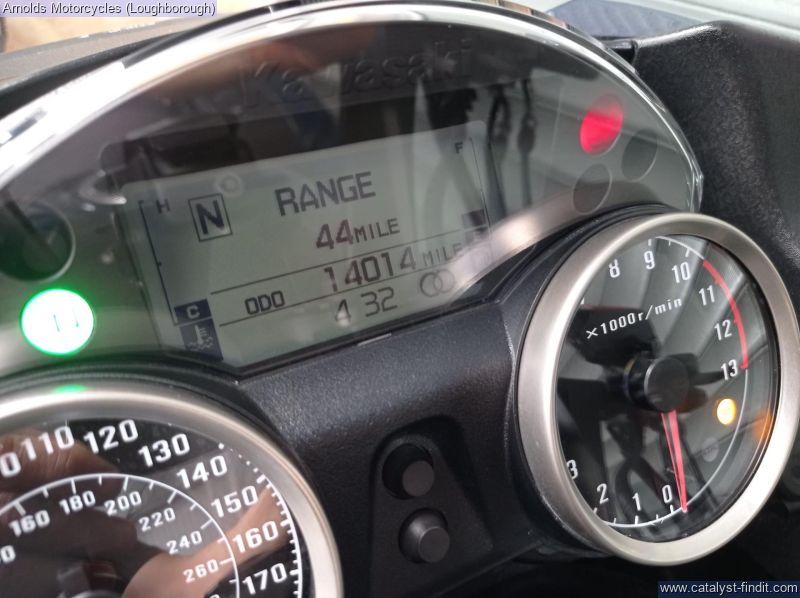 Arnolds Motorcycles (Loughborough)
Kawasaki
H
F
N
RANGE
44MILE
ODO 14014 MILE
C
4 32
8 9 10 11 12 13
×1000r/min
3 2 1 0
110 120 130 140 150 160 170
160 180 200 220 240 260
www.catalyst-findit.com